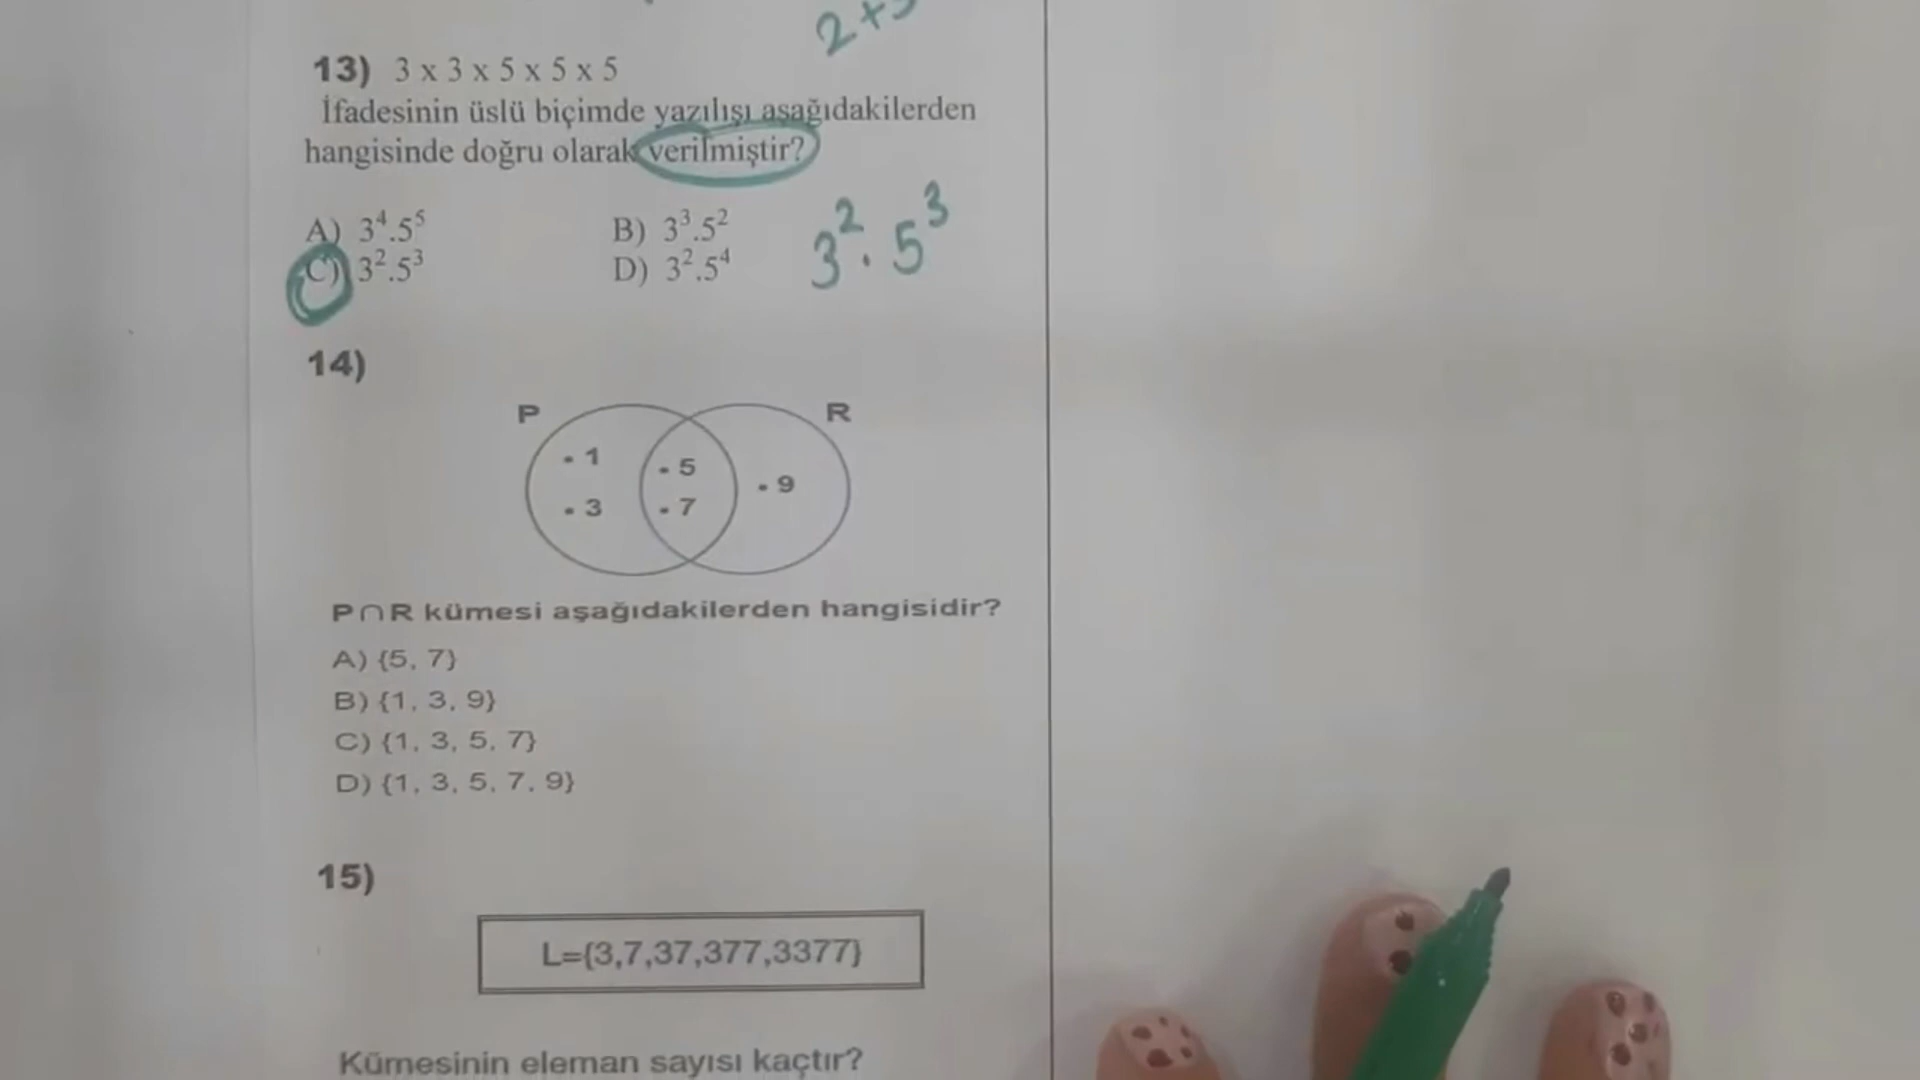 13) 3 x 3 x 5 x 5 x 5
İfadesinin üslü biçimde yazılışı aşağıdakilerden
hangisinde doğru olarak verilmiştir?
A) 3⁴.5⁵ B) 3³.5²
C) 3².5³ D) 3².5⁴
3² . 5³
14)
P R
. 1
. 3
. 5
. 7
. 9
P∩R kümesi aşağıdakilerden hangisidir?
A) {5, 7}
B) {1, 3, 9}
C) {1, 3, 5, 7}
D) {1, 3, 5, 7, 9}
15)
L={3,7,37,377,3377}
Kümesinin eleman sayısı kaçtır?